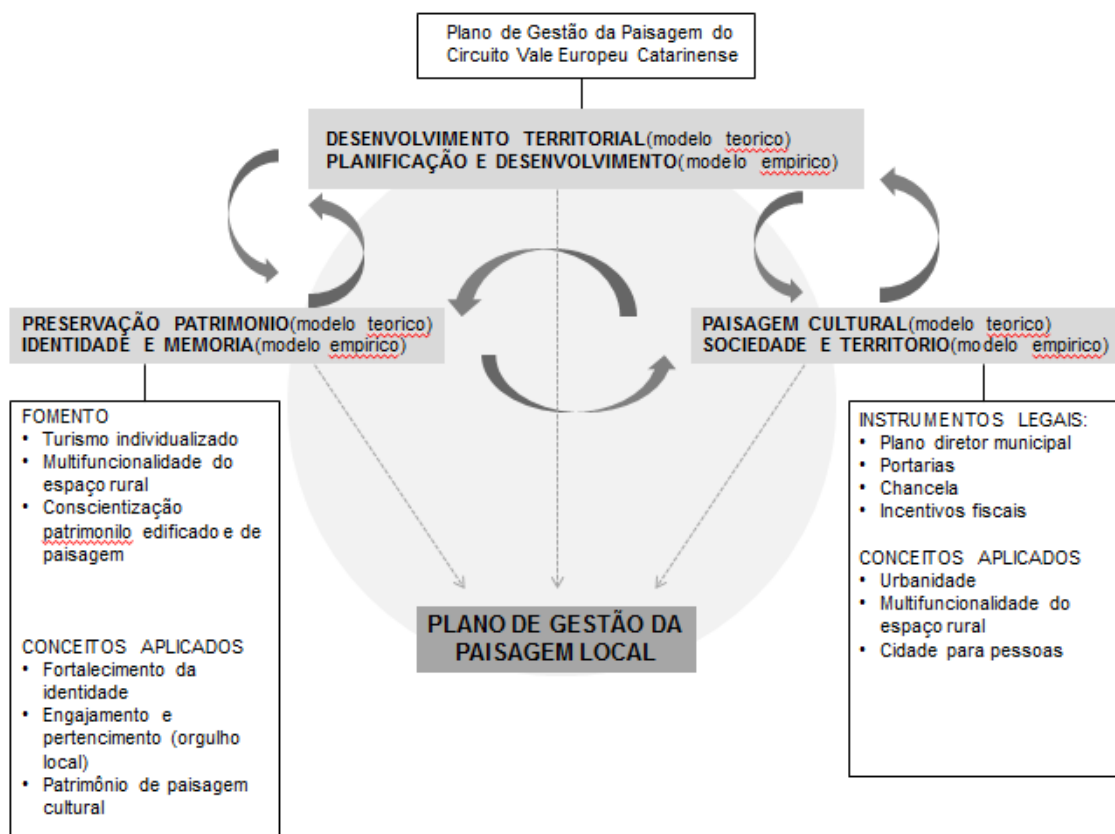 Plano de Gestão da Paisagem do
Circuito Vale Europeu Catarinense
DESENVOLVIMENTO TERRITORIAL(modelo teorico)
PLANIFICAÇÃO E DESENVOLVIMENTO(modelo empirico)
PRESERVAÇÃO PATRIMONIO(modelo teorico)
IDENTIDADE E MEMORIA(modelo empirico)
PAISAGEM CULTURAL(modelo teorico)
SOCIEDADE E TERRITÓRIO(modelo empirico)
FOMENTO
• Turismo individualizado
• Multifuncionalidade do
espaço rural
• Conscientização
patrimonilo edificado e de
paisagem
CONCEITOS APLICADOS
• Fortalecimento da
identidade
• Engajamento e
pertencimento (orgulho
local)
• Patrimônio de paisagem
cultural
INSTRUMENTOS LEGAIS:
• Plano diretor municipal
• Portarias
• Chancela
• Incentivos fiscais
CONCEITOS APLICADOS
• Urbanidade
• Multifuncionalidade do
espaço rural
• Cidade para pessoas
PLANO DE GESTÃO DA
PAISAGEM LOCAL